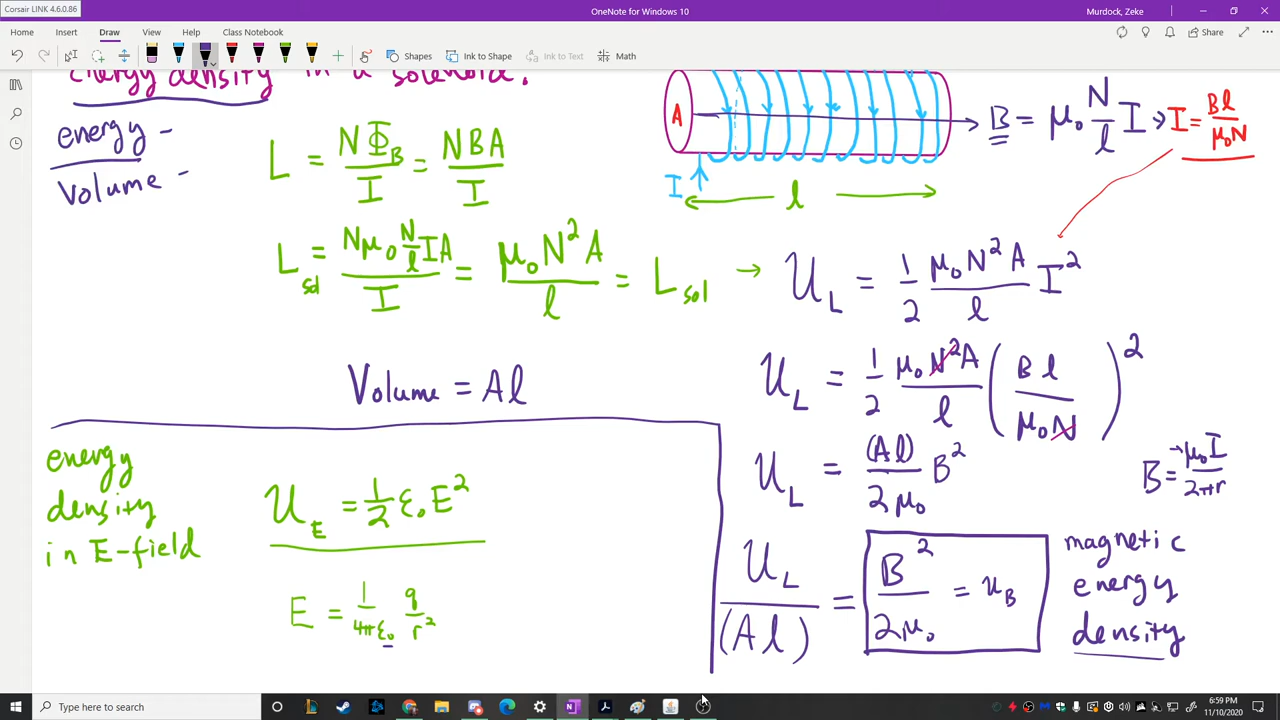 Corsair LINK 4.6.0.86
OneNote for Windows 10
Murdock, Zeke
Home Insert Draw View Help Class Notebook
Share
Shapes Ink to Shape Ink to Text Math
energy density in a solenoid.
energy
Volume
L = NΦ_B/I = NBA/I
L_sol = Nμ₀(N/l)IA/I = μ₀N²A/l = L_sol
Volume = Al
A
I
l
B = μ₀ N/l I → I = Bl/μ₀N
→ U_L = 1/2 μ₀N²A/l I²
U_L = 1/2 μ₀N²A/l (Bl/μ₀N)²
U_L = (Al)/2μ₀ B²
B = μ₀I/2πr
U_L/(Al) = B²/2μ₀ = u_B
magnetic
energy
density
energy
density
in E-field
U_E = 1/2 ε₀E²
E = 1/4πε₀ q/r²
Type here to search
6:59 PM
11/10/2020